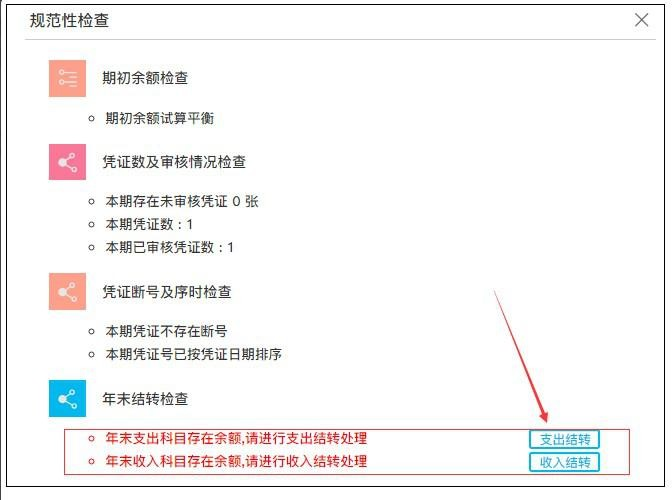 规范性检查
期初余额检查
期初余额试算平衡
凭证数及审核情况检查
本期存在未审核凭证 0 张
本期凭证数 : 1
本期已审核凭证数 : 1
凭证断号及序时检查
本期凭证不存在断号
本期凭证号已按凭证日期排序
年末结转检查
年末支出科目存在余额,请进行支出结转处理 支出结转
年末收入科目存在余额,请进行收入结转处理 收入结转